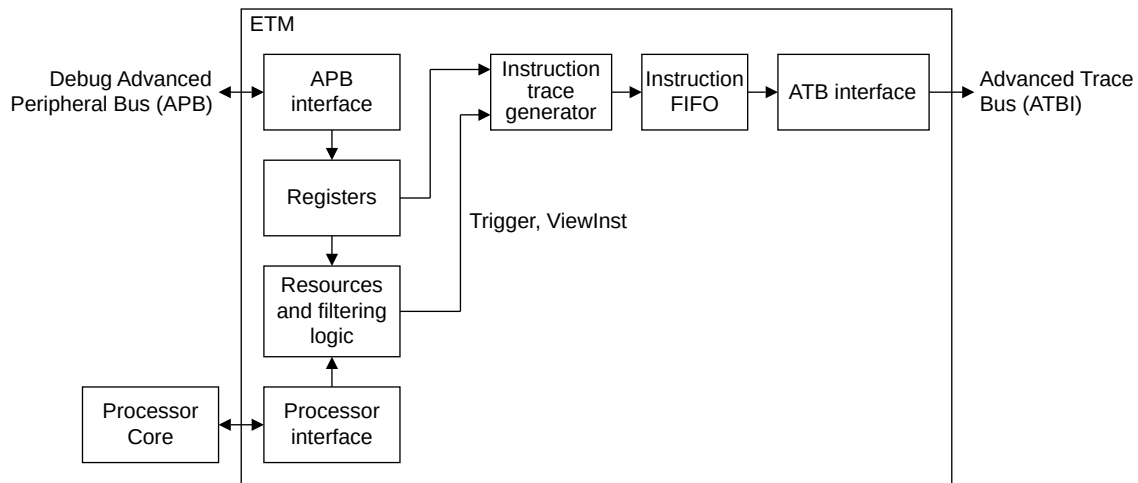 ETM
Debug Advanced
Peripheral Bus (APB)
APB
interface
Instruction
trace
generator
Instruction
FIFO
ATB interface
Advanced Trace
Bus (ATBI)
Registers
Trigger, ViewInst
Resources
and filtering
logic
Processor
Core
Processor
interface